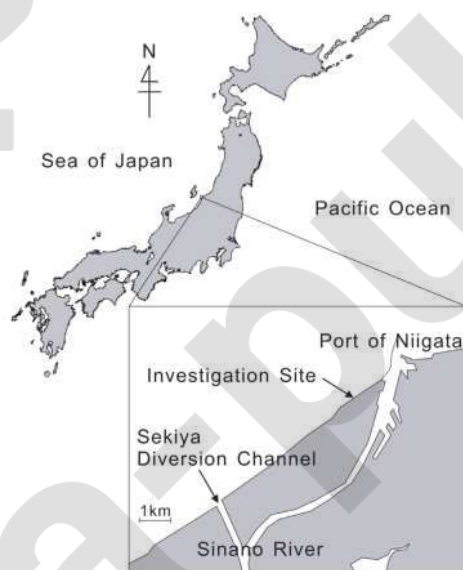 N
Sea of Japan
Pacific Ocean
Port of Niigata
Investigation Site
Sekiya
Diversion Channel
1km
Sinano River